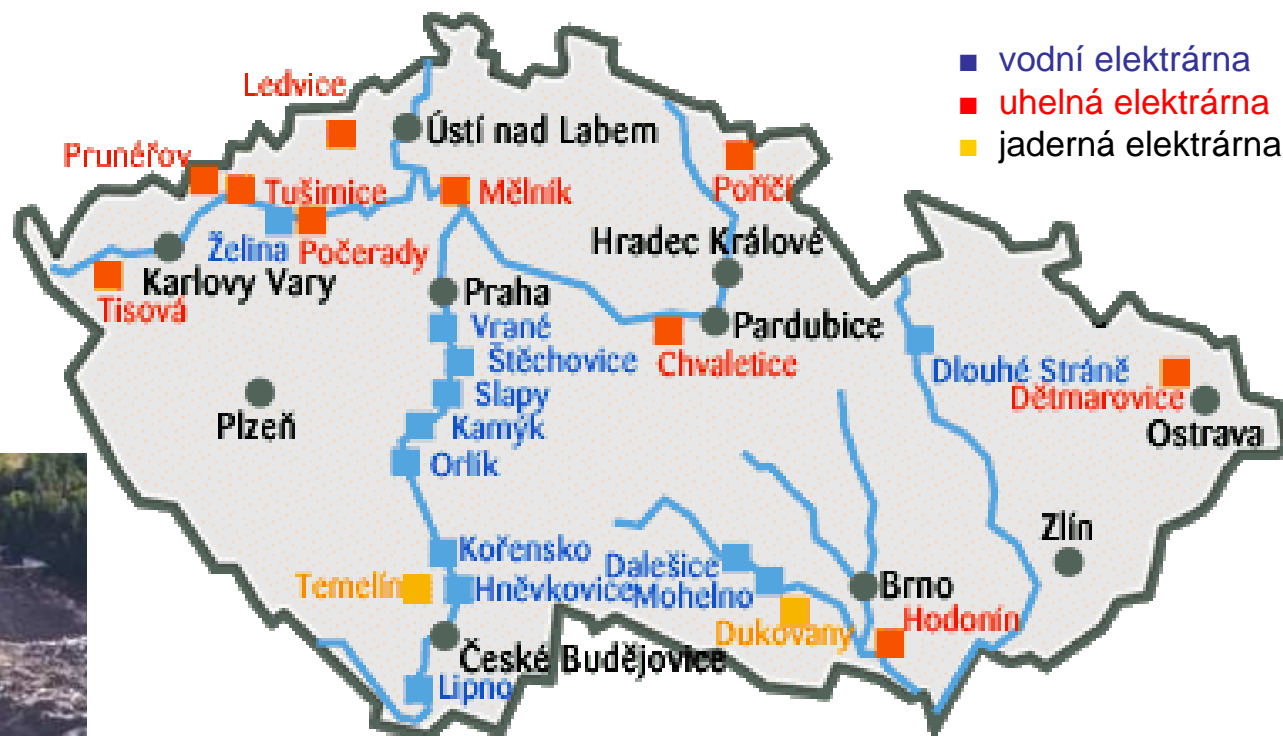 vodní elektrárna
uhelná elektrárna
jaderná elektrárna
Ledvice
Ústí nad Labem
Prunéřov
Tušimice
Mělník
Poříčí
Želina
Počerady
Hradec Králové
Karlovy Vary
Tisová
Praha
Vrané
Pardubice
Štěchovice
Chvaletice
Dlouhé Stráně
Slapy
Dětmarovice
Plzeň
Kamýk
Ostrava
Orlík
Zlín
Kořensko
Dalešice
Temelín
Hněvkovice
Mohelno
Brno
Dukovany
Hodonín
České Budějovice
Lipno